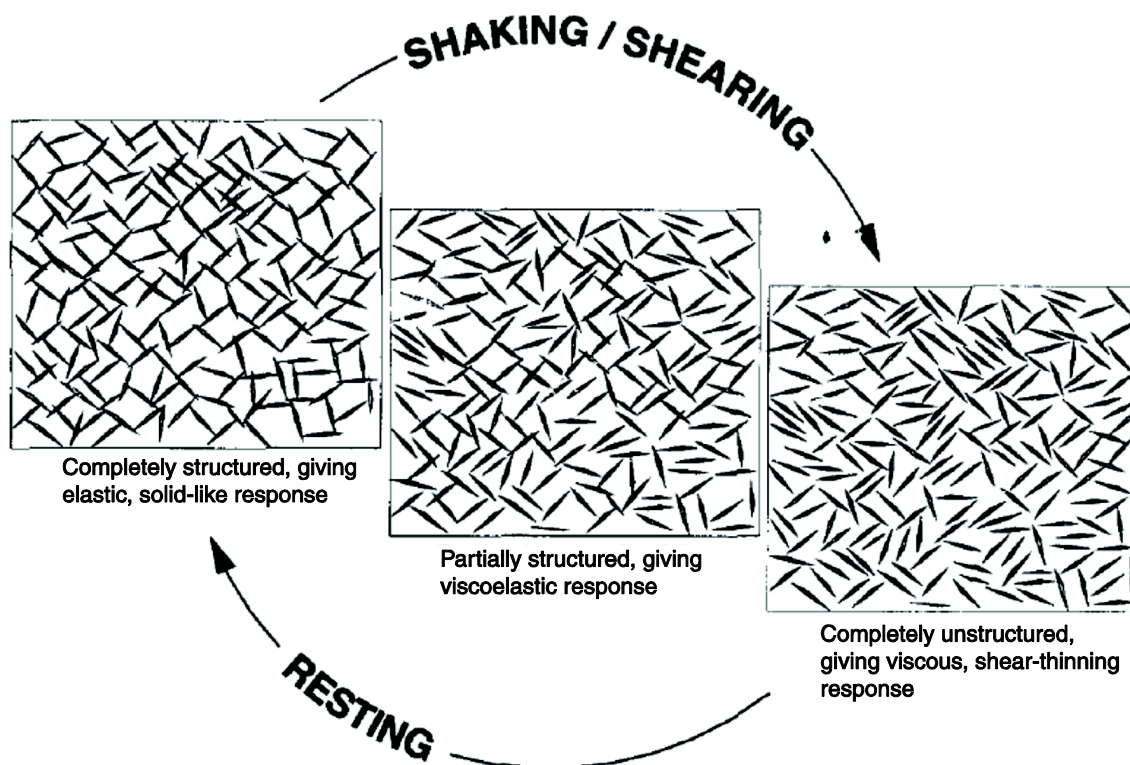 SHAKING / SHEARING
Completely structured, giving
elastic, solid-like response
Partially structured, giving
viscoelastic response
Completely unstructured,
giving viscous, shear-thinning
response
RESTING